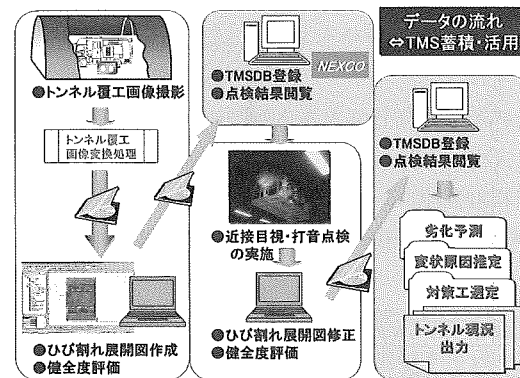 データの流れ
⇔TMS蓄積・活用
●トンネル覆工画像撮影
トンネル覆工
画像変換処理
●ひび割れ展開図作成
●健全度評価
NEXCO
●TMSDB登録
●点検結果閲覧
●近接目視・打音点検
の実施
●ひび割れ展開図修正
●健全度評価
●TMSDB登録
●点検結果閲覧
劣化予測
変状原因推定
対策工選定
トンネル現況
出力